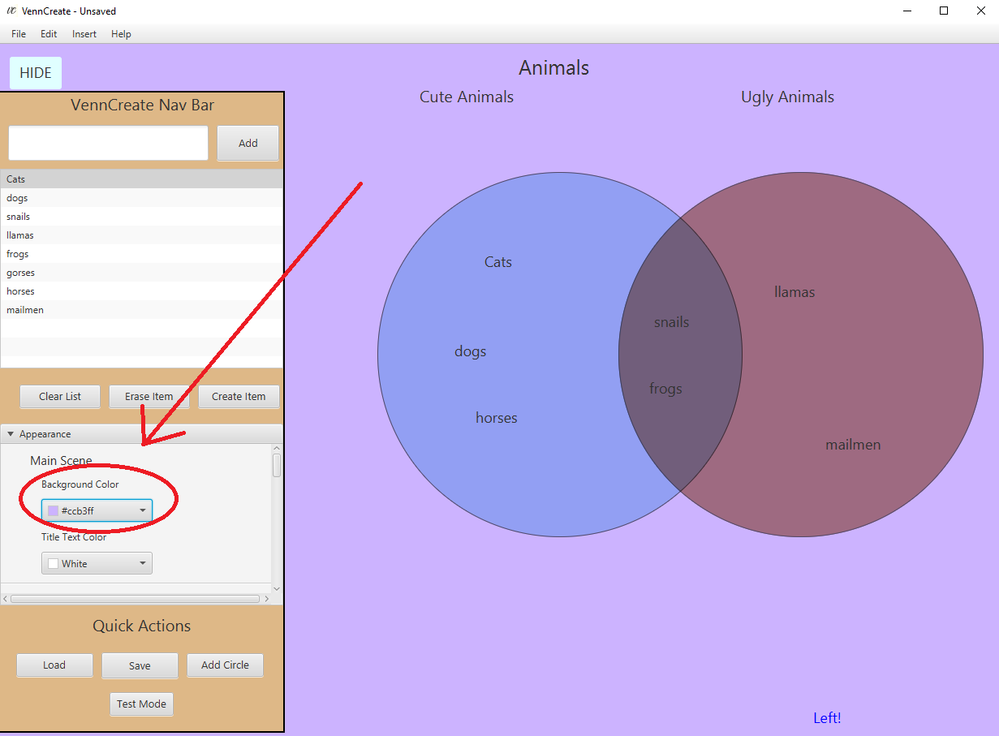 VC VennCreate - Unsaved
File Edit Insert Help
HIDE
Animals
Cute Animals Ugly Animals
VennCreate Nav Bar
Add
Cats
dogs
snails
llamas
frogs
gorses
horses
mailmen
Clear List Erase Item Create Item
Appearance
Main Scene
Background Color
#ccb3ff
Title Text Color
White
Quick Actions
Load Save Add Circle
Test Mode
Cats
dogs
horses
snails
frogs
llamas
mailmen
Left!